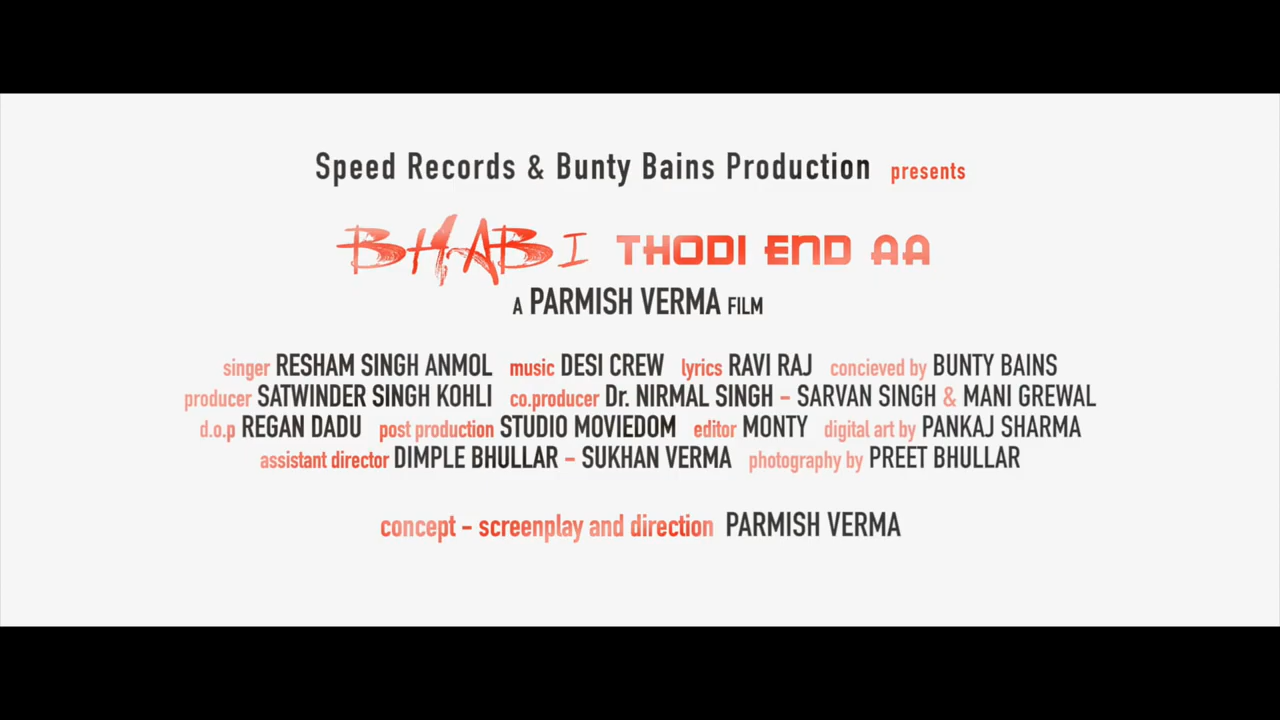 Speed Records & Bunty Bains Production presents
BHABI THODI END AA
A PARMISH VERMA FILM
singer RESHAM SINGH ANMOL music DESI CREW lyrics RAVI RAJ concieved by BUNTY BAINS
producer SATWINDER SINGH KOHLI co.producer Dr. NIRMAL SINGH - SARVAN SINGH & MANI GREWAL
d.o.p REGAN DADU post production STUDIO MOVIEDOM editor MONTY digital art by PANKAJ SHARMA
assistant director DIMPLE BHULLAR - SUKHAN VERMA photography by PREET BHULLAR
concept - screenplay and direction PARMISH VERMA